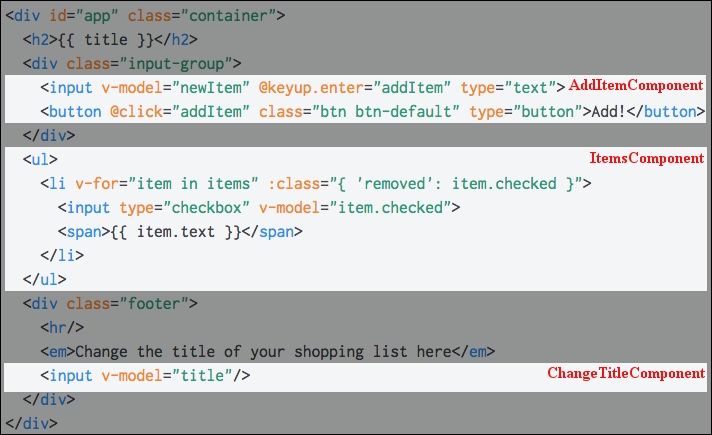 <div id="app" class="container">
  <h2>{{ title }}</h2>
  <div class="input-group">
    <input v-model="newItem" @keyup.enter="addItem" type="text"> AddItemComponent
    <button @click="addItem" class="btn btn-default" type="button">Add!</button>
  </div>
  <ul> ItemsComponent
    <li v-for="item in items" :class="{ 'removed': item.checked }">
      <input type="checkbox" v-model="item.checked">
      <span>{{ item.text }}</span>
    </li>
  </ul>
  <div class="footer">
    <hr/>
    <em>Change the title of your shopping list here</em>
    <input v-model="title"/> ChangeTitleComponent
  </div>
</div>